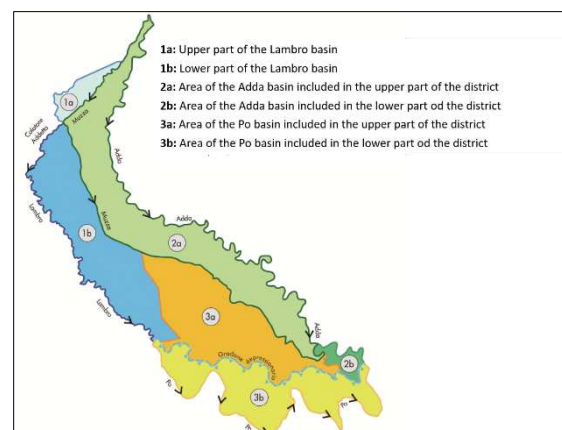 1a: Upper part of the Lambro basin
1b: Lower part of the Lambro basin
2a: Area of the Adda basin included in the upper part of the district
2b: Area of the Adda basin included in the lower part od the district
3a: Area of the Po basin included in the upper part of the district
3b: Area of the Po basin included in the lower part od the district
1a
Muzza
Colatore
Addetta
Adda
Lambro
Muzza
Adda
1b
2a
Lambro
3a
Adda
2b
Gradone
Po
3b
Po
Po